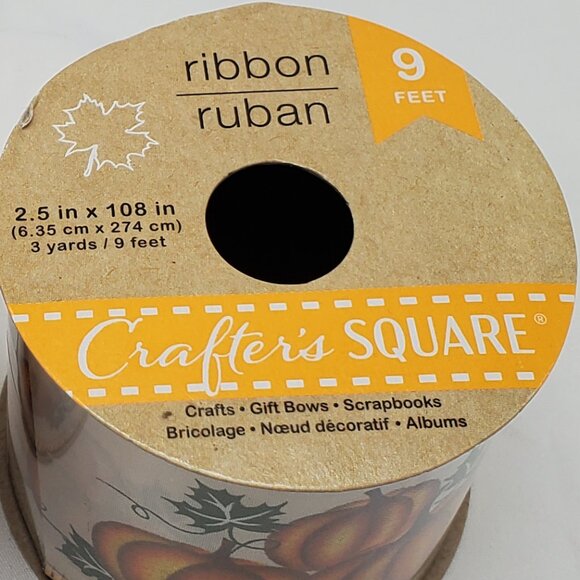 ribbon
ruban
9
FEET
2.5 in x 108 in
(6.35 cm x 274 cm)
3 yards / 9 feet
Crafter's SQUARE®
Crafts • Gift Bows • Scrapbooks
Bricolage • Nœud dècoratif • Albums